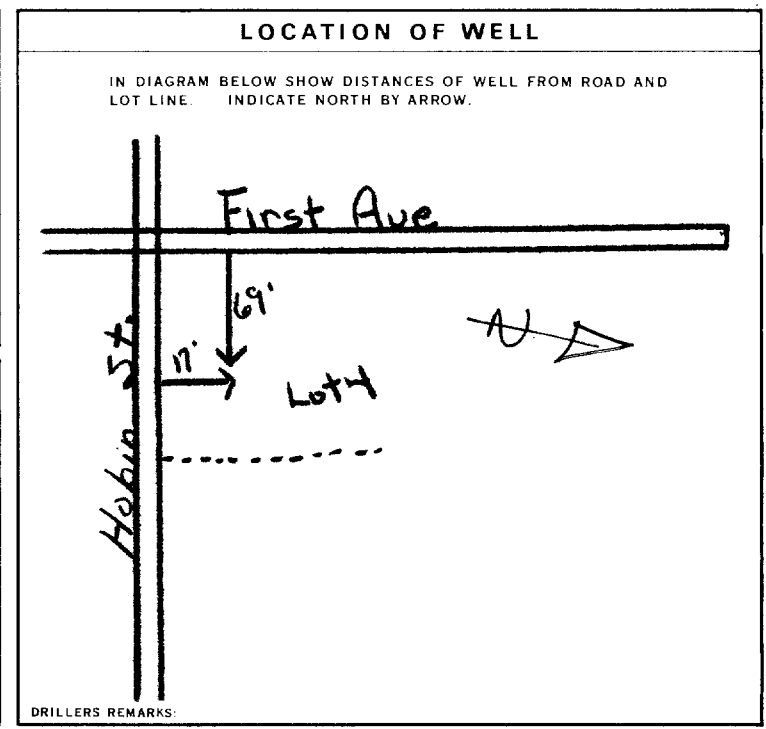 LOCATION OF WELL
IN DIAGRAM BELOW SHOW DISTANCES OF WELL FROM ROAD AND
LOT LINE. INDICATE NORTH BY ARROW.
First Ave
69'
N
St.
17'
Lot 4
Hobin
DRILLERS REMARKS: